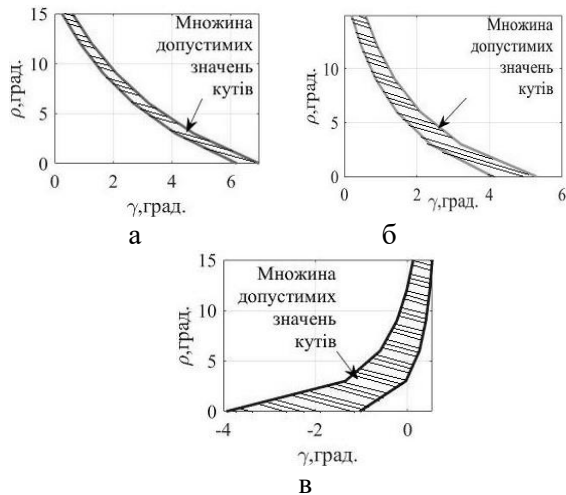 Множина
допустимих
значень
кутів
ρ,град.
15
10
5
0
0 2 4 6
γ,град.
а
Множина
допустимих
значень
кутів
ρ,град.
15
10
5
0
0 2 4 6
γ,град.
б
Множина
допустимих
значень
кутів
ρ,град.
15
10
5
0
-4 -2 0
γ,град.
в